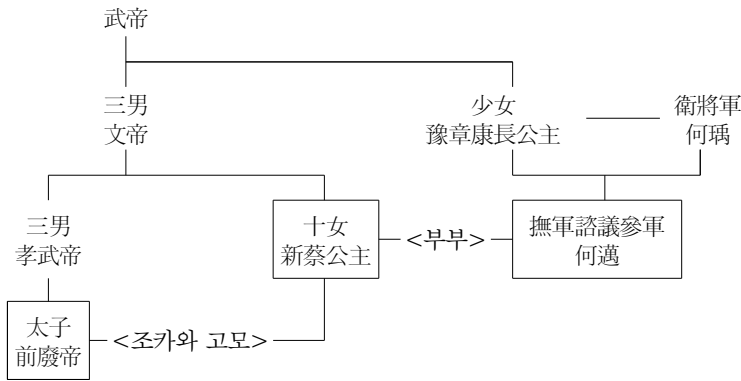 武帝
三男
文帝
少女
豫章康長公主
衛將軍
何瑀
三男
孝武帝
十女
新蔡公主
<부부>
撫軍諮議參軍
何邁
太子
前廢帝
<조카와 고모>